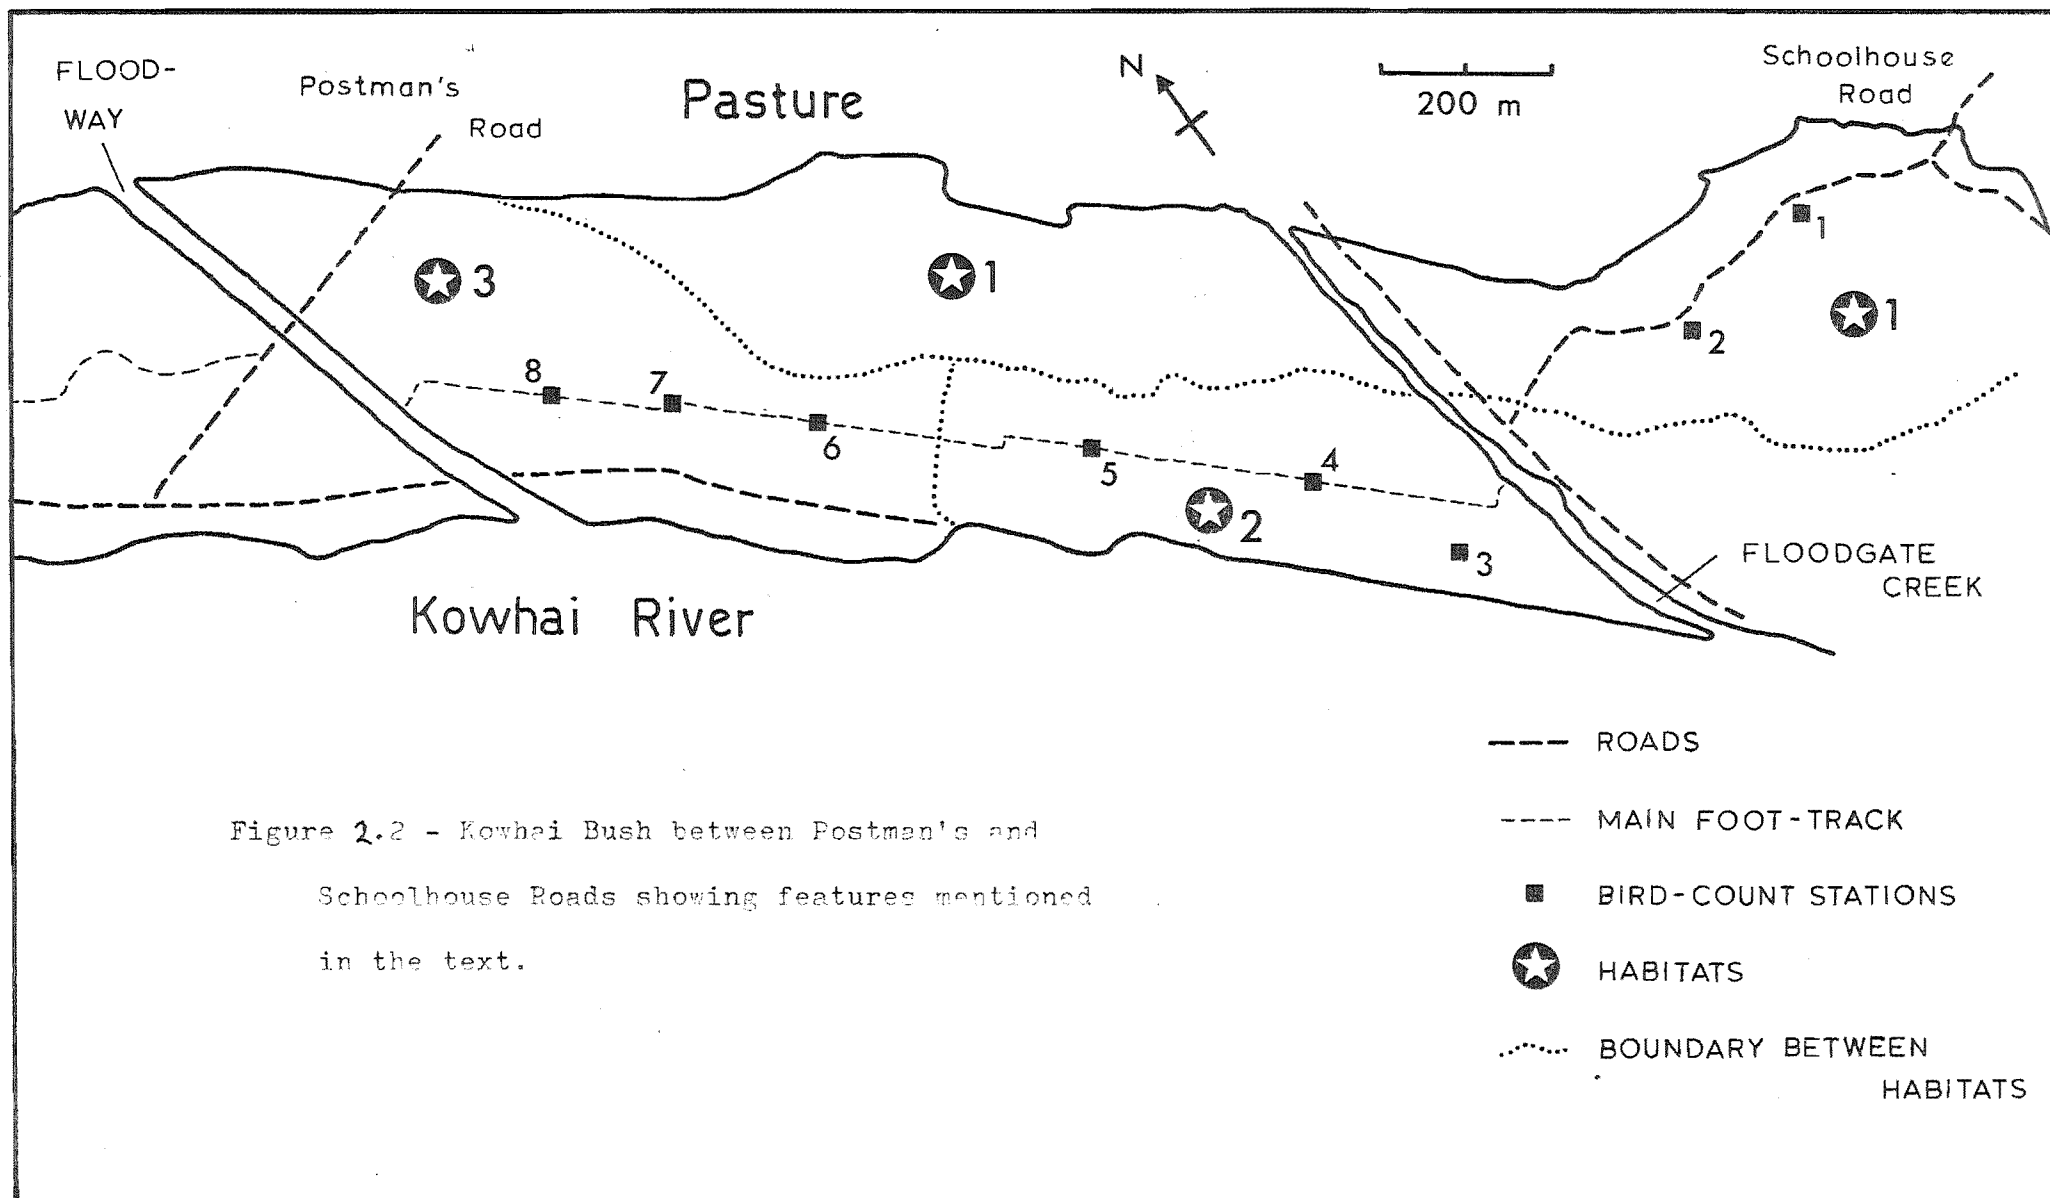 FLOOD-
WAY
Postman's
Road
Pasture
N
200 m
Schoolhouse
Road
3
1
1
2
1
8
7
6
5
4
2
3
FLOODGATE
CREEK
Kowhai River
ROADS
MAIN FOOT-TRACK
BIRD-COUNT STATIONS
HABITATS
BOUNDARY BETWEEN
HABITATS
Figure 2.2 - Kowhai Bush between Postman's and
Schoolhouse Roads showing features mentioned
in the text.